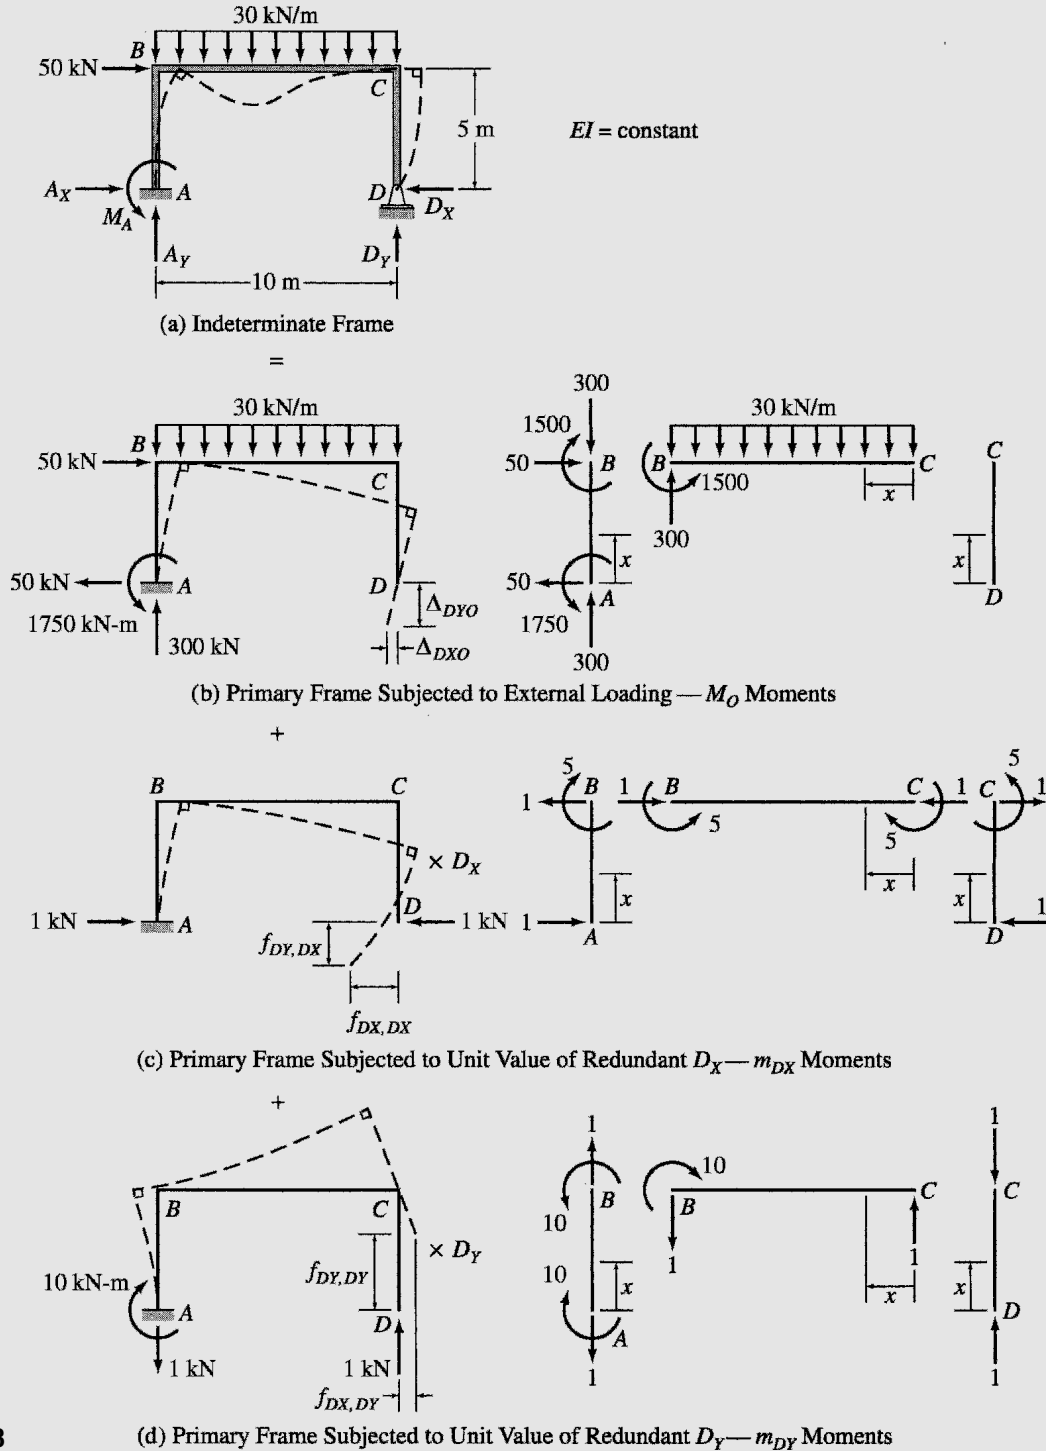 30 kN/m
B
50 kN
C
5 m
EI = constant
A_X
A
D
D_X
M_A
A_Y
D_Y
10 m
(a) Indeterminate Frame
=
300
30 kN/m
1500
30 kN/m
B
C
50 kN
50
B
B
1500
C
C
x
300
x
x
50 kN
A
D
Δ_DYO
50
A
D
1750 kN-m
1750
300 kN
Δ_DXO
300
(b) Primary Frame Subjected to External Loading — M_O Moments
+
B
C
5
B
B
C
C
5
1
1
1
1
5
5
× D_X
x
x
x
1 kN
A
D
1 kN
1
1
f_DY,DX
A
D
f_DX,DX
(c) Primary Frame Subjected to Unit Value of Redundant D_X — m_DX Moments
+
1
1
10
B
C
B
B
C
C
10
× D_Y
1
1
f_DY,DY
10 kN-m
10
x
x
x
A
D
A
D
1 kN
1 kN
1
1
f_DX,DY
(d) Primary Frame Subjected to Unit Value of Redundant D_Y — m_DY Moments